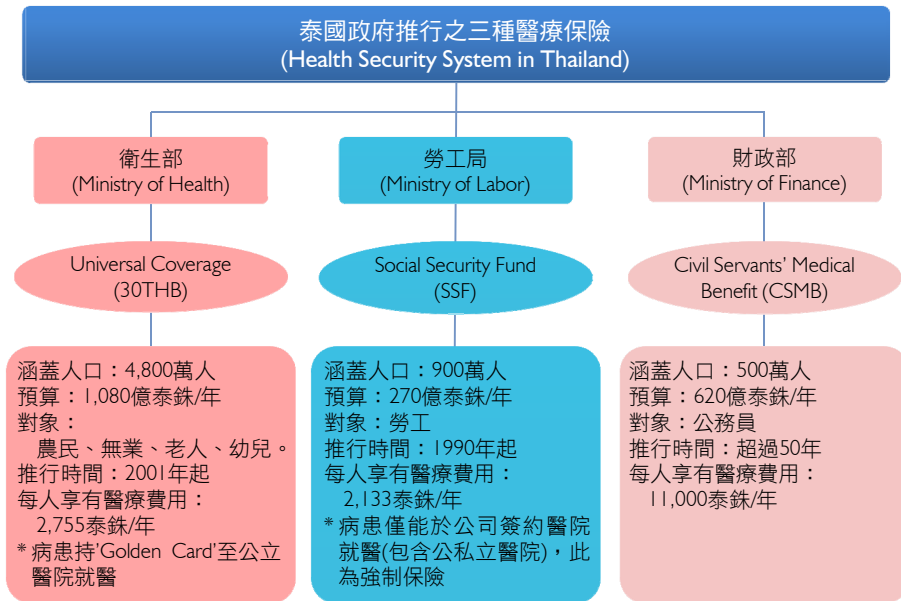 泰國政府推行之三種醫療保險
(Health Security System in Thailand)
衛生部
(Ministry of Health)
勞工局
(Ministry of Labor)
財政部
(Ministry of Finance)
Universal Coverage
(30THB)
Social Security Fund
(SSF)
Civil Servants’ Medical
Benefit (CSMB)
涵蓋人口：4,800萬人
預算：1,080億泰銖/年
對象：
農民、無業、老人、幼兒。
推行時間：2001年起
每人享有醫療費用：
2,755泰銖/年
* 病患持’Golden Card’至公立
醫院就醫
涵蓋人口：900萬人
預算：270億泰銖/年
對象：勞工
推行時間：1990年起
每人享有醫療費用：
2,133泰銖/年
* 病患僅能於公司簽約醫院
就醫(包含公私立醫院)，此
為強制保險
涵蓋人口：500萬人
預算：620億泰銖/年
對象：公務員
推行時間：超過50年
每人享有醫療費用：
11,000泰銖/年